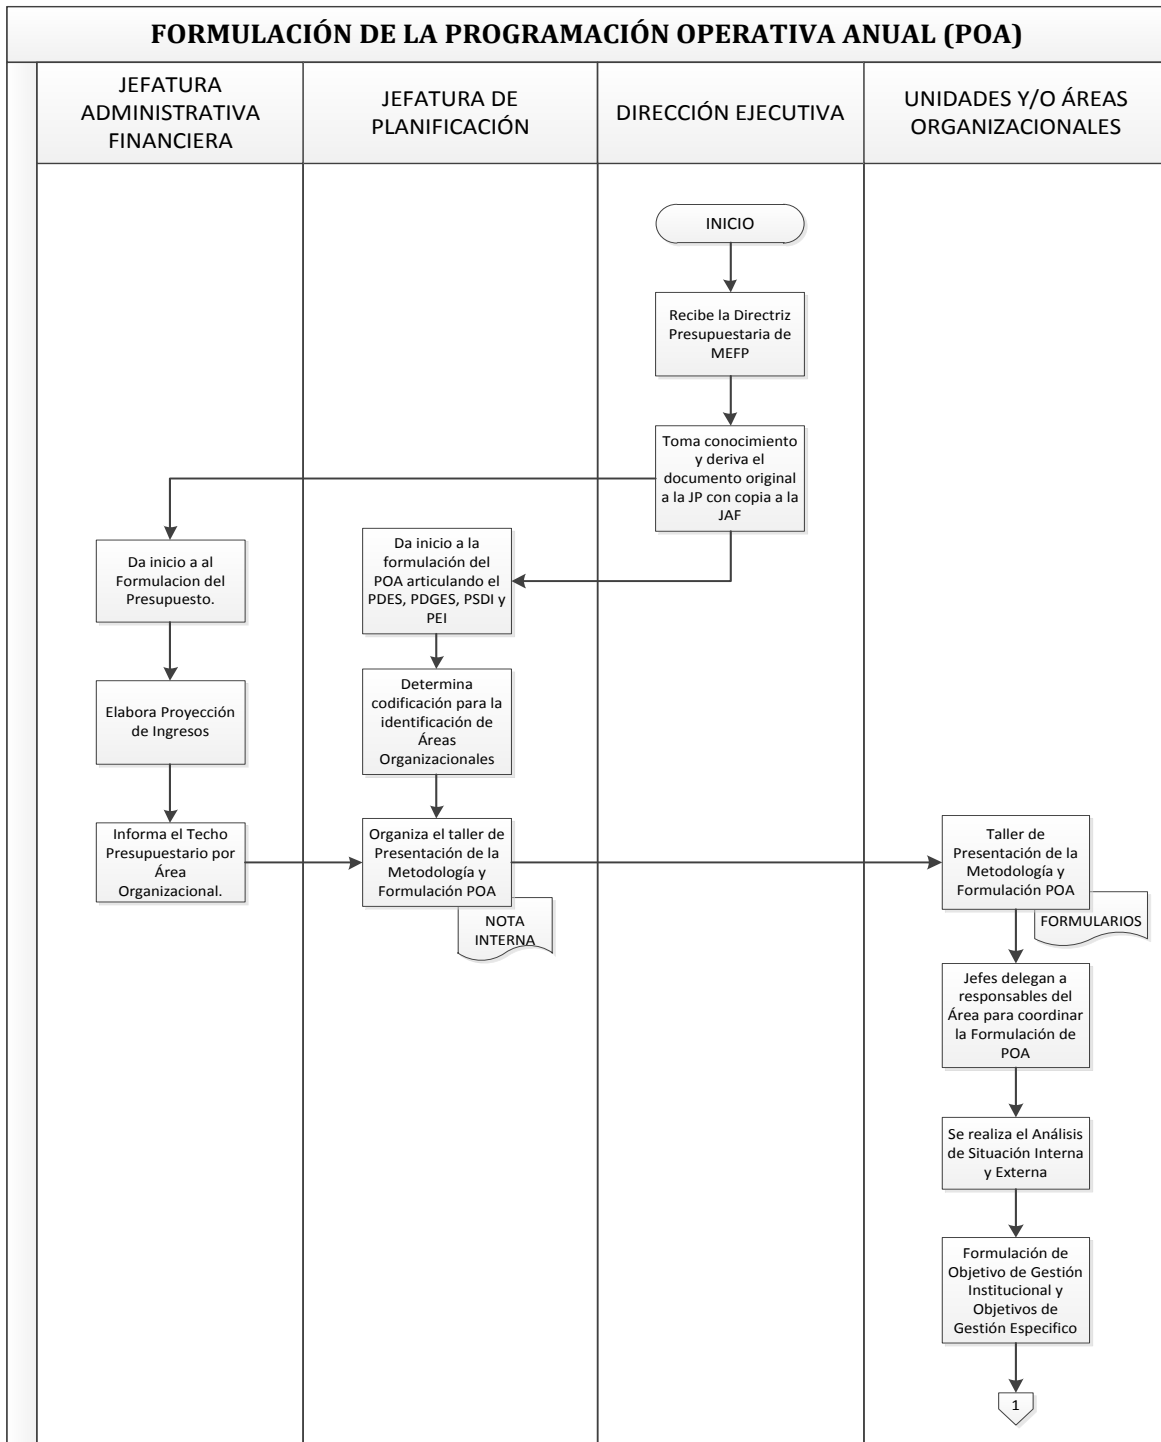 FORMULACIÓN DE LA PROGRAMACIÓN OPERATIVA ANUAL (POA)
JEFATURA
ADMINISTRATIVA
FINANCIERA
JEFATURA DE
PLANIFICACIÓN
DIRECCIÓN EJECUTIVA
UNIDADES Y/O ÁREAS
ORGANIZACIONALES
INICIO
Recibe la Directriz
Presupuestaria de
MEFP
Toma conocimiento
y deriva el
documento original
a la JP con copia a la
JAF
Da inicio a al
Formulacion del
Presupuesto.
Da inicio a la
formulación del
POA articulando el
PDES, PDGES, PSDI y
PEI
Elabora Proyección
de Ingresos
Determina
codificación para la
identificación de
Áreas
Organizacionales
Informa el Techo
Presupuestario por
Área
Organizacional.
Organiza el taller de
Presentación de la
Metodología y
Formulación POA
NOTA
INTERNA
Taller de
Presentación de la
Metodología y
Formulación POA
FORMULARIOS
Jefes delegan a
responsables del
Área para coordinar
la Formulación de
POA
Se realiza el Análisis
de Situación Interna
y Externa
Formulación de
Objetivo de Gestión
Institucional y
Objetivos de
Gestión Especifico
1